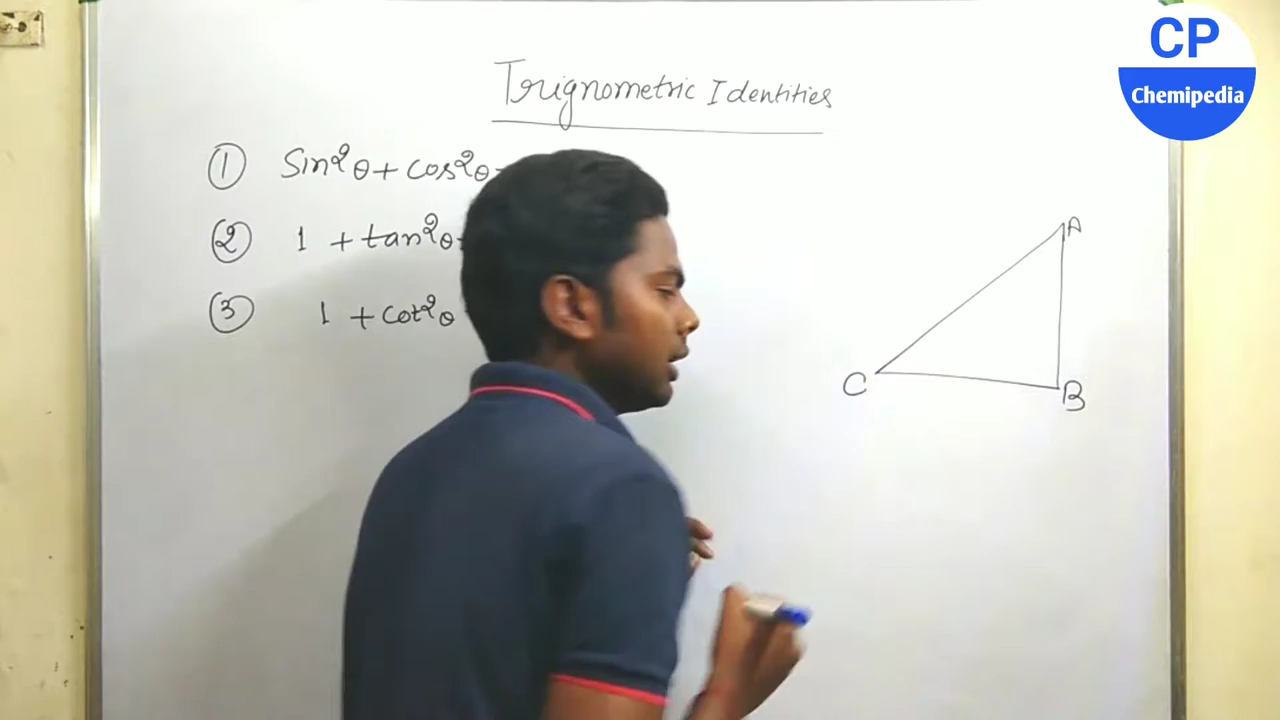 CP
Chemipedia
Trignometric Identities
① Sin²θ + cos²θ
② 1 + tan²θ
③ 1 + cot²θ
A
C
B